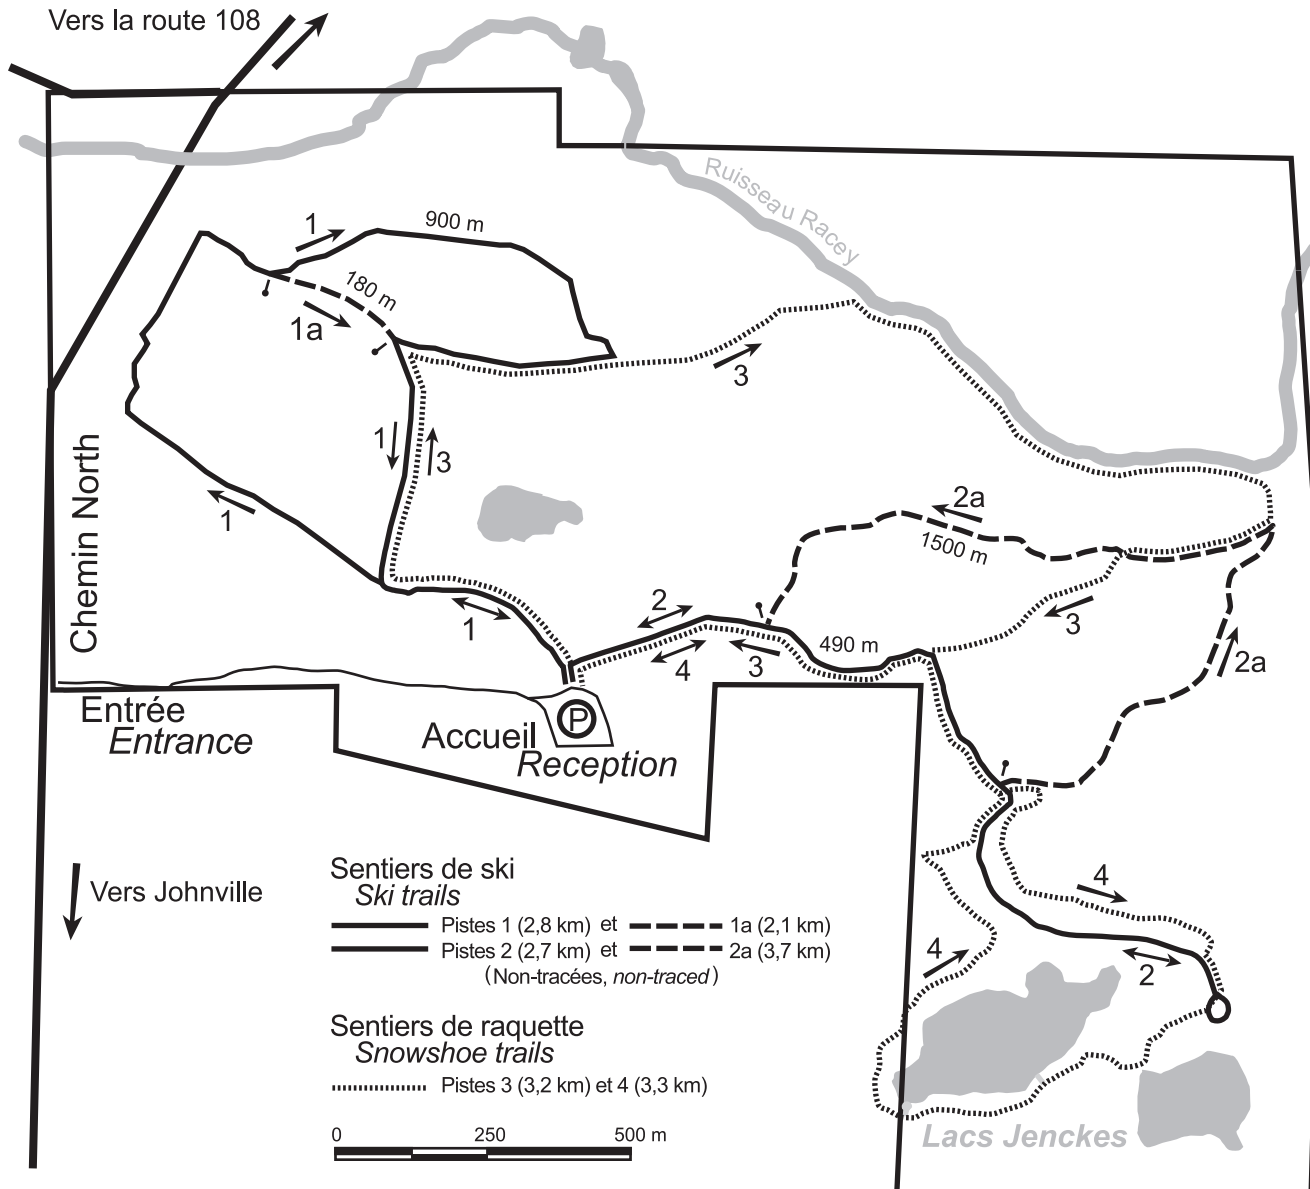 Vers la route 108
Ruisseau Racey
1
900 m
180 m
1a
3
1
3
1
Chemin North
2a
1500 m
1
2
4
3
490 m
3
2a
Entrée
Entrance
P
Accueil
Reception
Vers Johnville
4
4
2
Sentiers de ski
Ski trails
Pistes 1 (2,8 km) et 1a (2,1 km)
Pistes 2 (2,7 km) et 2a (3,7 km)
(Non-tracées, non-traced)
Sentiers de raquette
Snowshoe trails
Pistes 3 (3,2 km) et 4 (3,3 km)
0 250 500 m
Lacs Jenckes